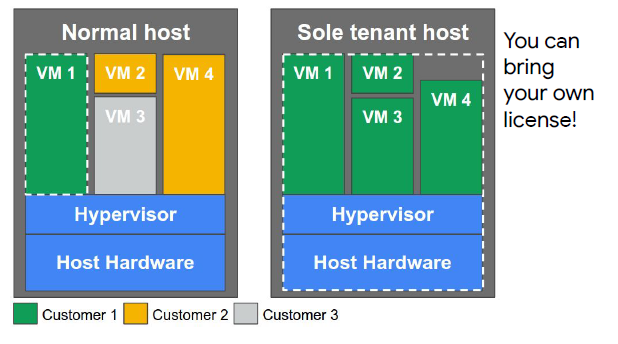 Normal host
VM 1
VM 2
VM 3
VM 4
Hypervisor
Host Hardware
Sole tenant host
VM 1
VM 2
VM 3
VM 4
Hypervisor
Host Hardware
You can
bring
your own
license!
Customer 1
Customer 2
Customer 3